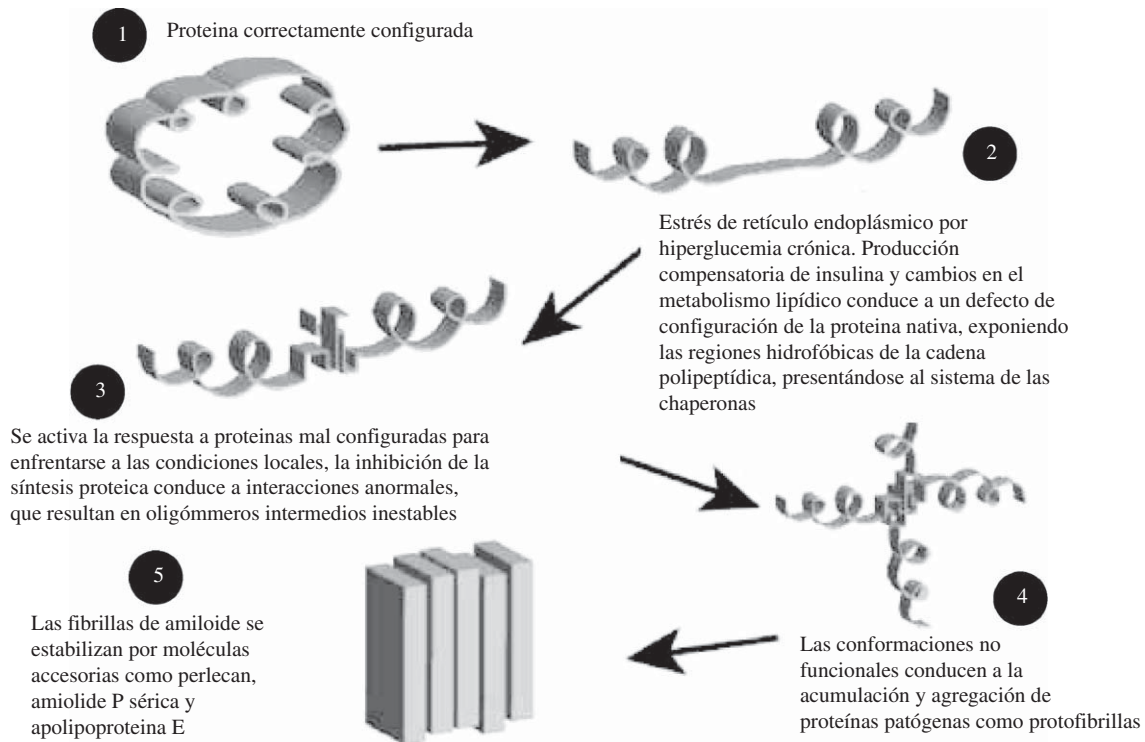 1
Proteina correctamente configurada
2
Estrés de retículo endoplásmico por
hiperglucemia crónica. Producción
compensatoria de insulina y cambios en el
metabolismo lipídico conduce a un defecto de
configuración de la proteina nativa, exponiendo
las regiones hidrofóbicas de la cadena
polipeptídica, presentándose al sistema de las
chaperonas
3
Se activa la respuesta a proteinas mal configuradas para
enfrentarse a las condiciones locales, la inhibición de la
síntesis proteica conduce a interacciones anormales,
que resultan en oligómmeros intermedios inestables
4
Las conformaciones no
funcionales conducen a la
acumulación y agregación de
proteínas patógenas como protofibrillas
5
Las fibrillas de amiloide se
estabilizan por moléculas
accesorias como perlecan,
amiolide P sérica y
apolipoproteina E